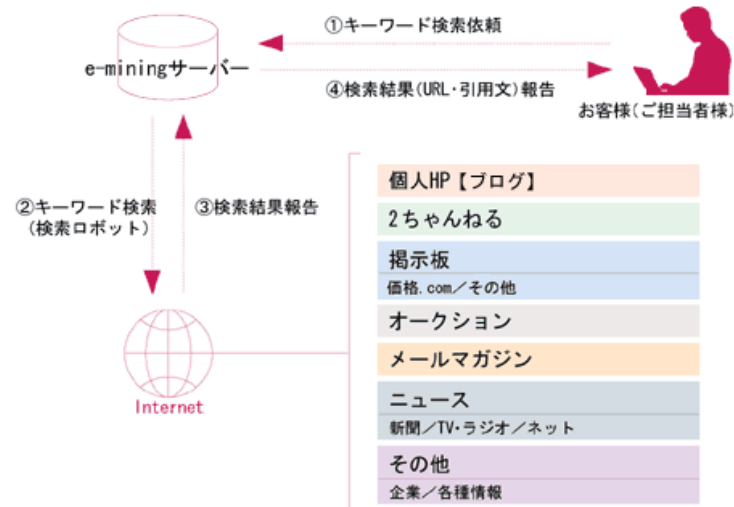 ①キーワード検索依頼
e-miningサーバー
④検索結果(URL・引用文)報告
お客様(ご担当者様)
②キーワード検索
(検索ロボット)
③検索結果報告
Internet
個人HP【ブログ】
2ちゃんねる
掲示板
価格.com／その他
オークション
メールマガジン
ニュース
新聞／TV・ラジオ／ネット
その他
企業／各種情報